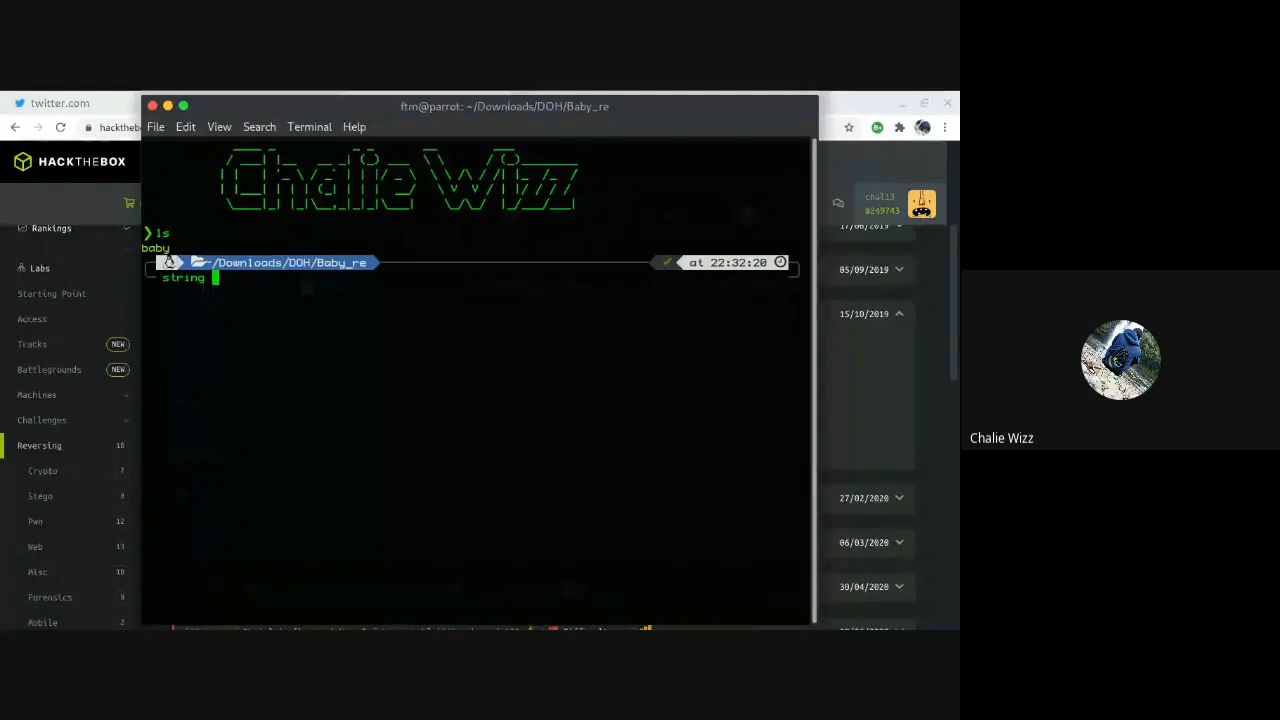 twitter.com
ftm@parrot: ~/Downloads/DOH/Baby_re
hackthebo
File Edit View Search Terminal Help
HACKTHEBOX
Chalie Wizz
chal13
#249743
Rankings
17/06/2019
❯ ls
baby
~/Downloads/DOH/Baby_re
✔ at 22:32:20
Labs
05/09/2019
string
Starting Point
Access
15/10/2019
Tracks NEW
Battlegrounds NEW
Machines
Challenges
Reversing 10
Chalie Wizz
Crypto 7
Stego 8
27/02/2020
Pwn 12
Web 13
06/03/2020
Misc 10
30/04/2020
Forensics 9
Mobile 2